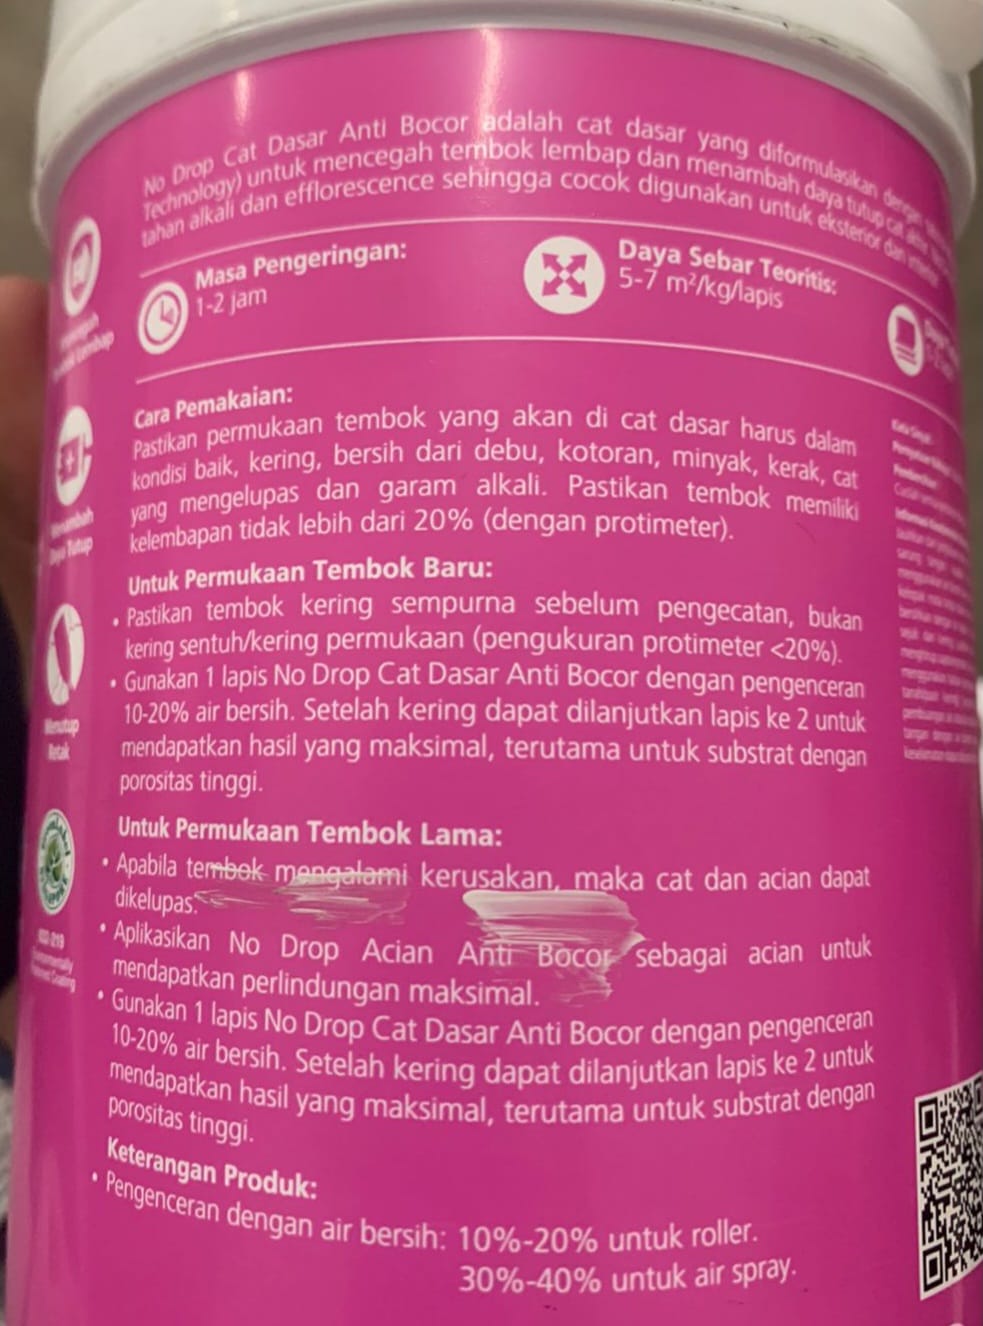 No Drop Cat Dasar Anti Bocor adalah cat dasar yang diformulasikan dengan
Technology) untuk mencegah tembok lembap dan menambah daya tutup cat
tahan alkali dan efflorescence sehingga cocok digunakan untuk eksterior dan
Masa Pengeringan:
1-2 jam
Daya Sebar Teoritis:
5-7 m²/kg/lapis
Cara Pemakaian:
Pastikan permukaan tembok yang akan di cat dasar harus dalam
kondisi baik, kering, bersih dari debu, kotoran, minyak, kerak, cat
yang mengelupas dan garam alkali. Pastikan tembok memiliki
kelembapan tidak lebih dari 20% (dengan protimeter).
Untuk Permukaan Tembok Baru:
• Pastikan tembok kering sempurna sebelum pengecatan, bukan
kering sentuh/kering permukaan (pengukuran protimeter <20%).
• Gunakan 1 lapis No Drop Cat Dasar Anti Bocor dengan pengenceran
10-20% air bersih. Setelah kering dapat dilanjutkan lapis ke 2 untuk
mendapatkan hasil yang maksimal, terutama untuk substrat dengan
porositas tinggi.
Untuk Permukaan Tembok Lama:
• Apabila tembok mengalami kerusakan, maka cat dan acian dapat
dikelupas.
• Aplikasikan No Drop Acian Anti Bocor sebagai acian untuk
mendapatkan perlindungan maksimal.
• Gunakan 1 lapis No Drop Cat Dasar Anti Bocor dengan pengenceran
10-20% air bersih. Setelah kering dapat dilanjutkan lapis ke 2 untuk
mendapatkan hasil yang maksimal, terutama untuk substrat dengan
porositas tinggi.
Keterangan Produk:
• Pengenceran dengan air bersih: 10%-20% untuk roller.
30%-40% untuk air spray.
Lembap
Daya Tutup
Menutup
Retak